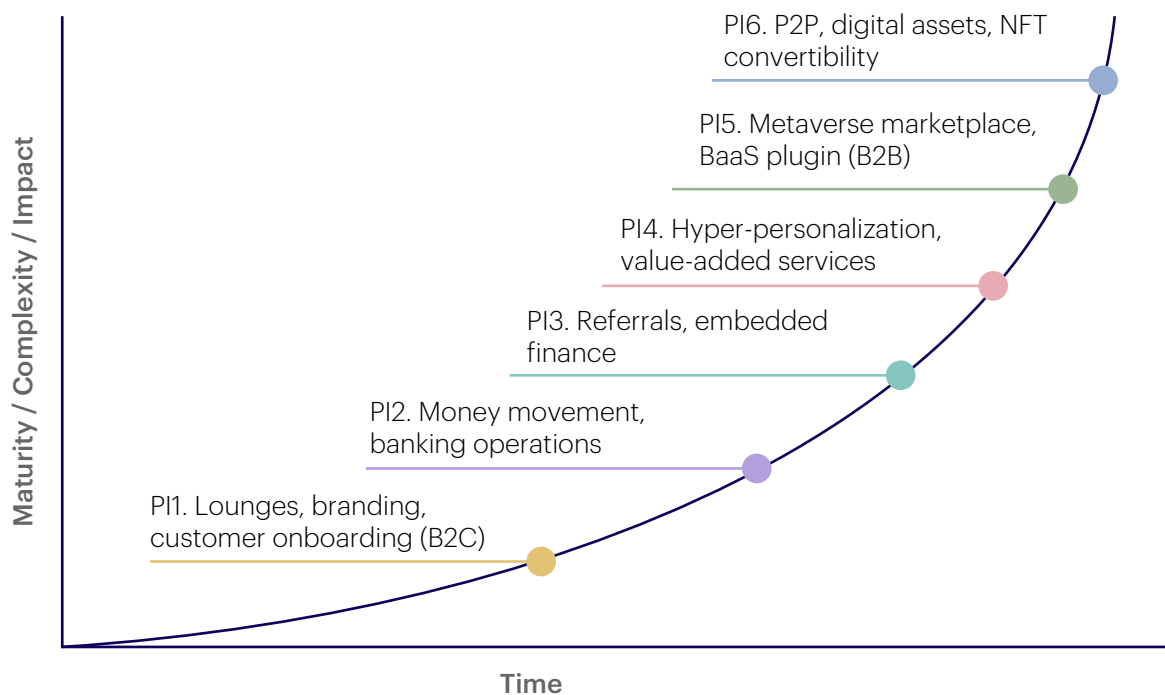 PI6. P2P, digital assets, NFT
convertibility
PI5. Metaverse marketplace,
BaaS plugin (B2B)
PI4. Hyper-personalization,
value-added services
PI3. Referrals, embedded
finance
PI2. Money movement,
banking operations
PI1. Lounges, branding,
customer onboarding (B2C)
Maturity / Complexity / Impact
Time